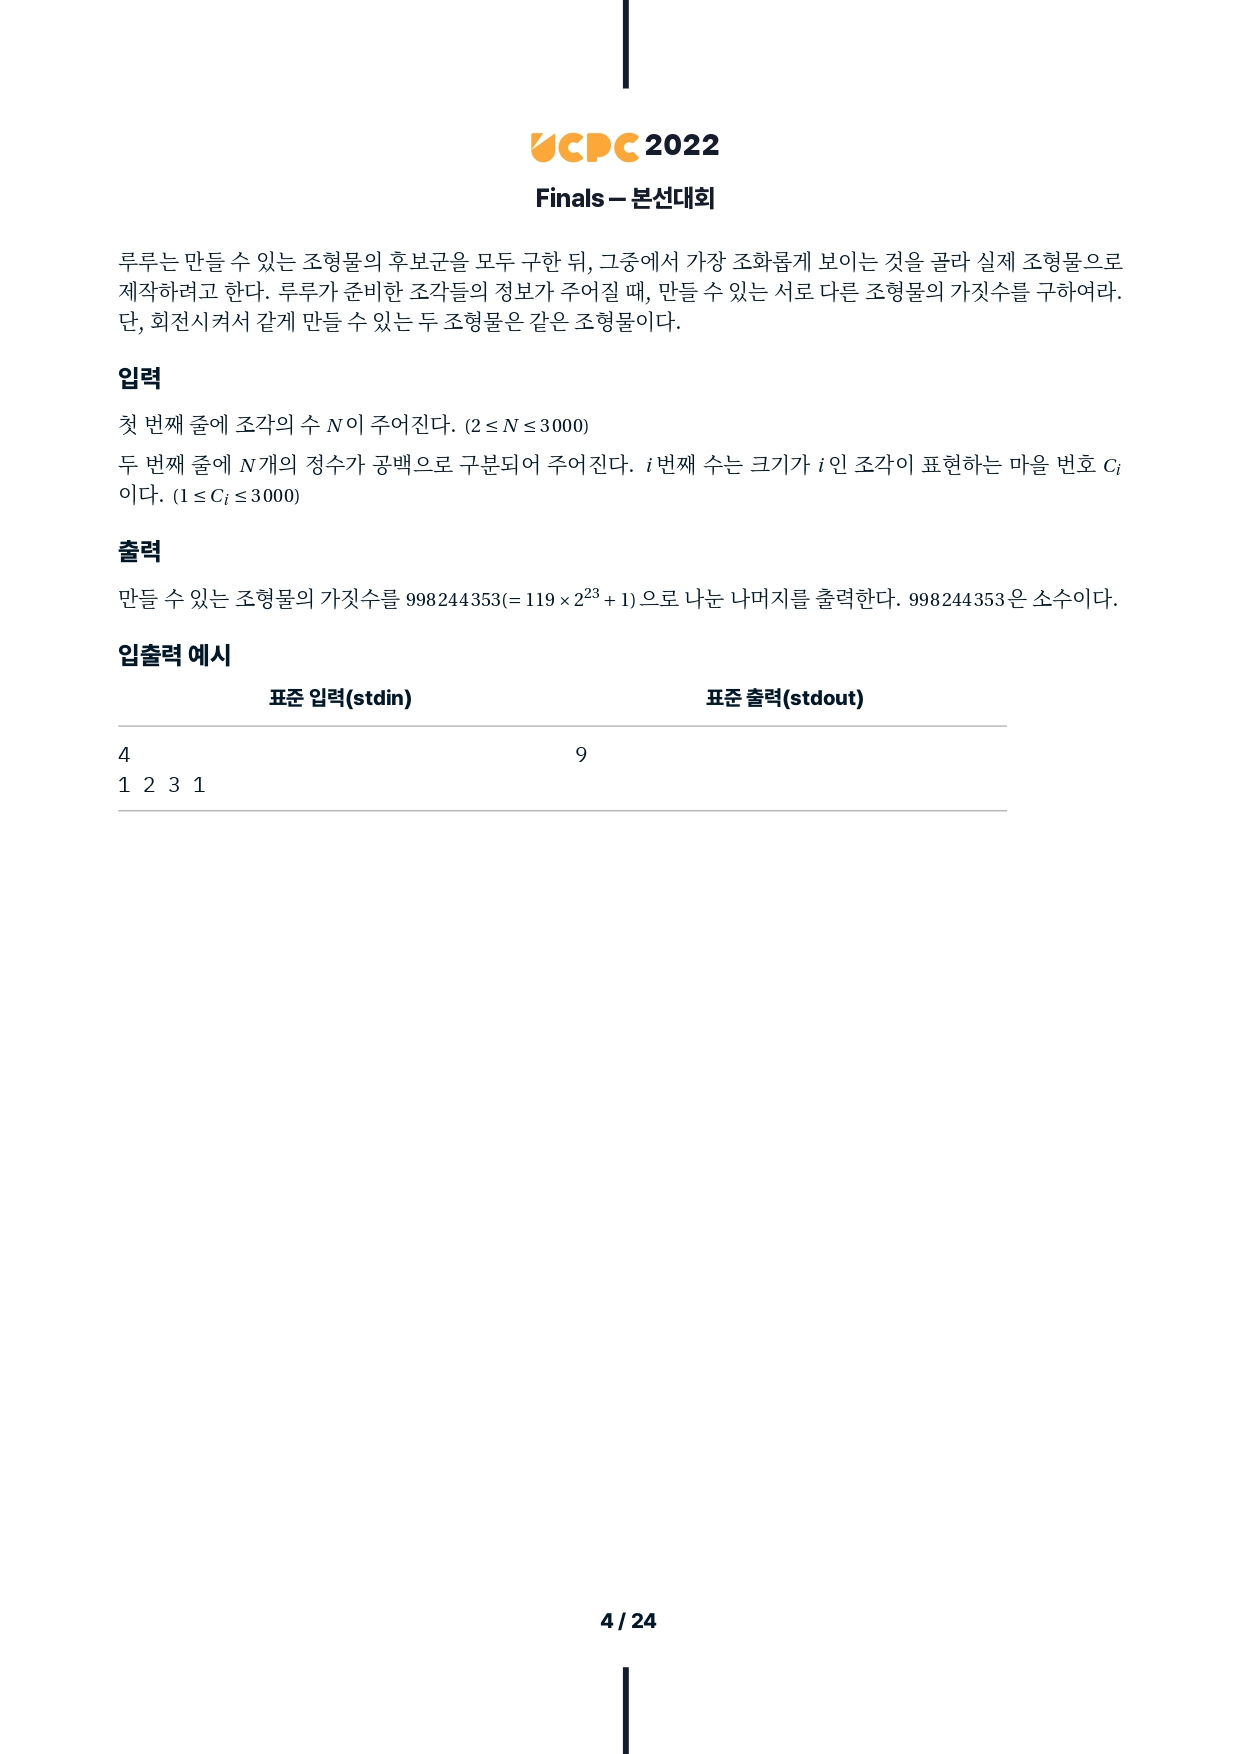 UCPC 2022
Finals — 본선대회
루루는 만들 수 있는 조형물의 후보군을 모두 구한 뒤, 그중에서 가장 조화롭게 보이는 것을 골라 실제 조형물으로
제작하려고 한다. 루루가 준비한 조각들의 정보가 주어질 때, 만들 수 있는 서로 다른 조형물의 가짓수를 구하여라.
단, 회전시켜서 같게 만들 수 있는 두 조형물은 같은 조형물이다.
입력
첫 번째 줄에 조각의 수 N이 주어진다. (2 ≤ N ≤ 3000)
두 번째 줄에 N개의 정수가 공백으로 구분되어 주어진다. i번째 수는 크기가 i인 조각이 표현하는 마을 번호 C_i
이다. (1 ≤ C_i ≤ 3000)
출력
만들 수 있는 조형물의 가짓수를 998244353(= 119 × 2^23 + 1)으로 나눈 나머지를 출력한다. 998244353은 소수이다.
입출력 예시
표준 입력(stdin) 표준 출력(stdout)
4 9
1 2 3 1
4 / 24